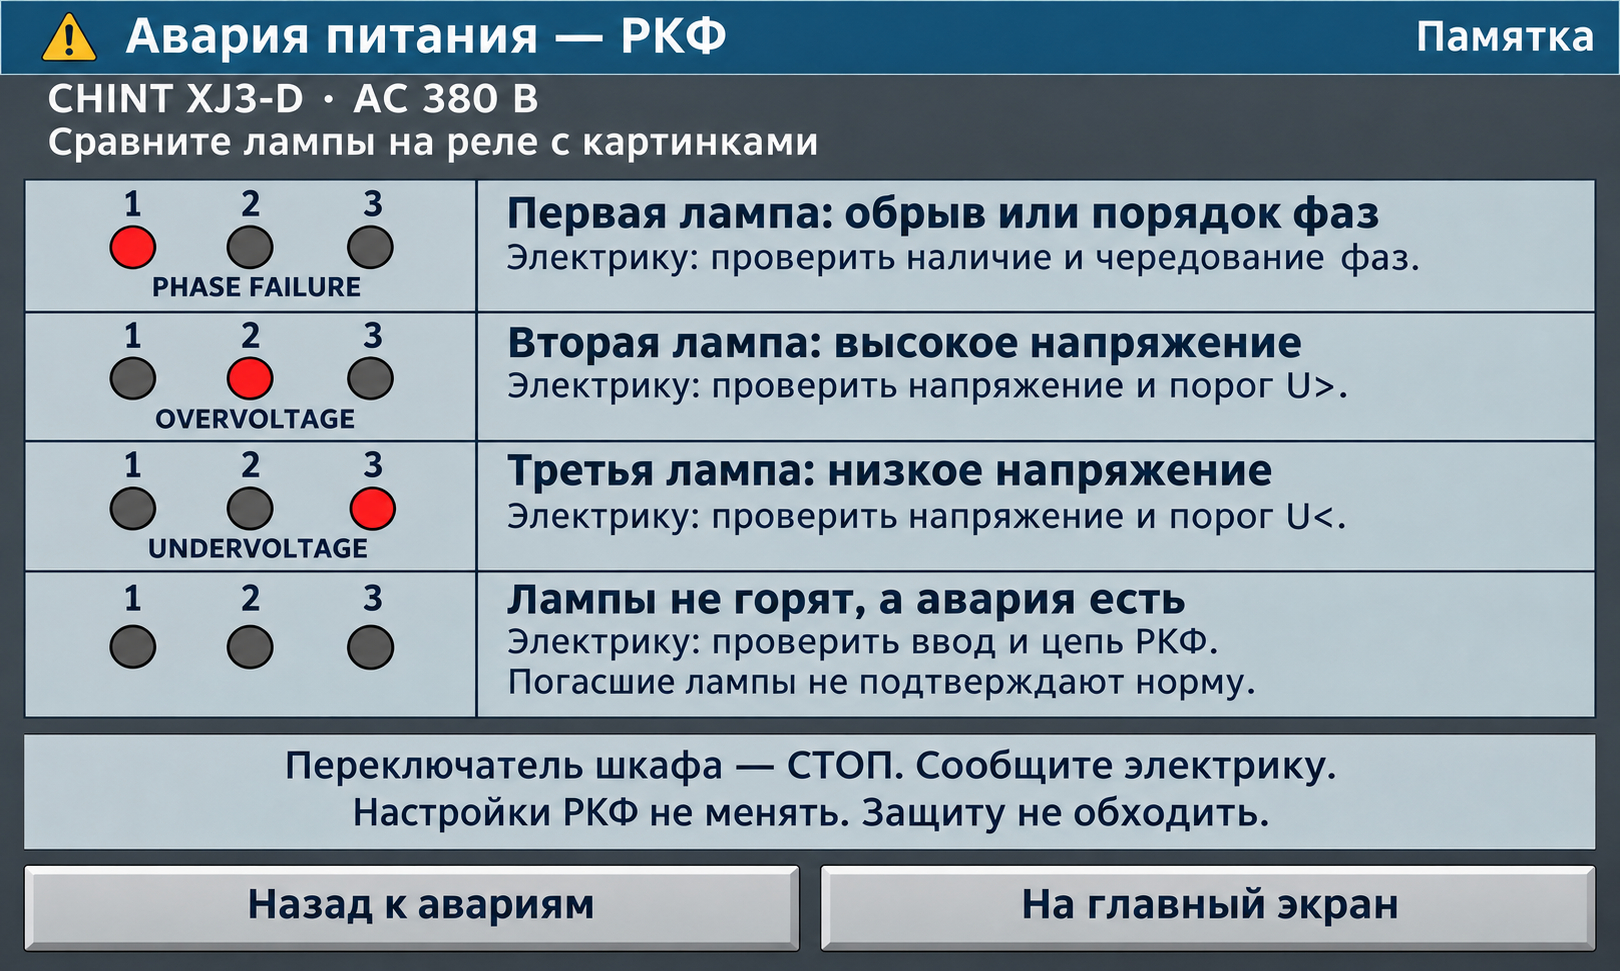 Авария питания — РКФ
Памятка
CHINT XJ3-D · AC 380 В
Сравните лампы на реле с картинками
1 2 3
PHASE FAILURE
Первая лампа: обрыв или порядок фаз
Электрику: проверить наличие и чередование фаз.
1 2 3
OVERVOLTAGE
Вторая лампа: высокое напряжение
Электрику: проверить напряжение и порог U>.
1 2 3
UNDERVOLTAGE
Третья лампа: низкое напряжение
Электрику: проверить напряжение и порог U<.
1 2 3
Лампы не горят, а авария есть
Электрику: проверить ввод и цепь РКФ.
Погасшие лампы не подтверждают норму.
Переключатель шкафа — СТОП. Сообщите электрику.
Настройки РКФ не менять. Защиту не обходить.
Назад к авариям
На главный экран